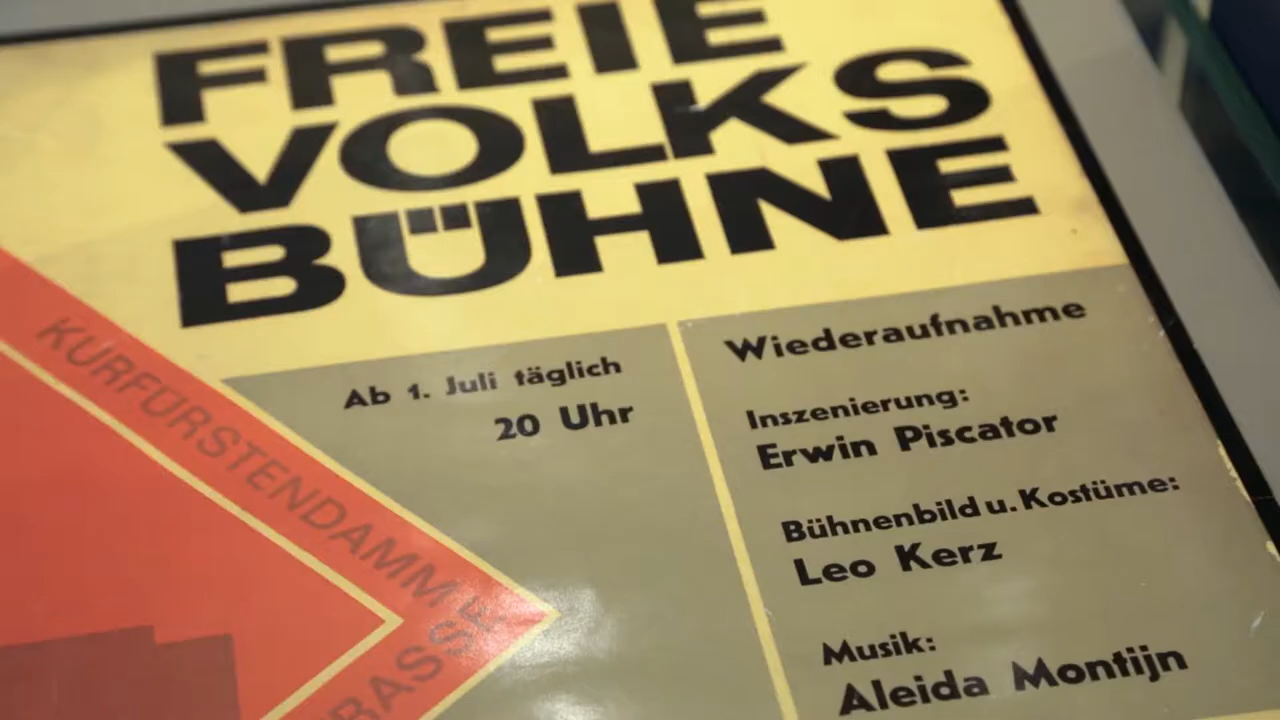 FREIE
VOLKS
BÜHNE
KURFÜRSTENDAMM
Ab 1. Juli täglich
20 Uhr
Wiederaufnahme
Inszenierung:
Erwin Piscator
Bühnenbild u. Kostüme:
Leo Kerz
Musik:
Aleida Montijn